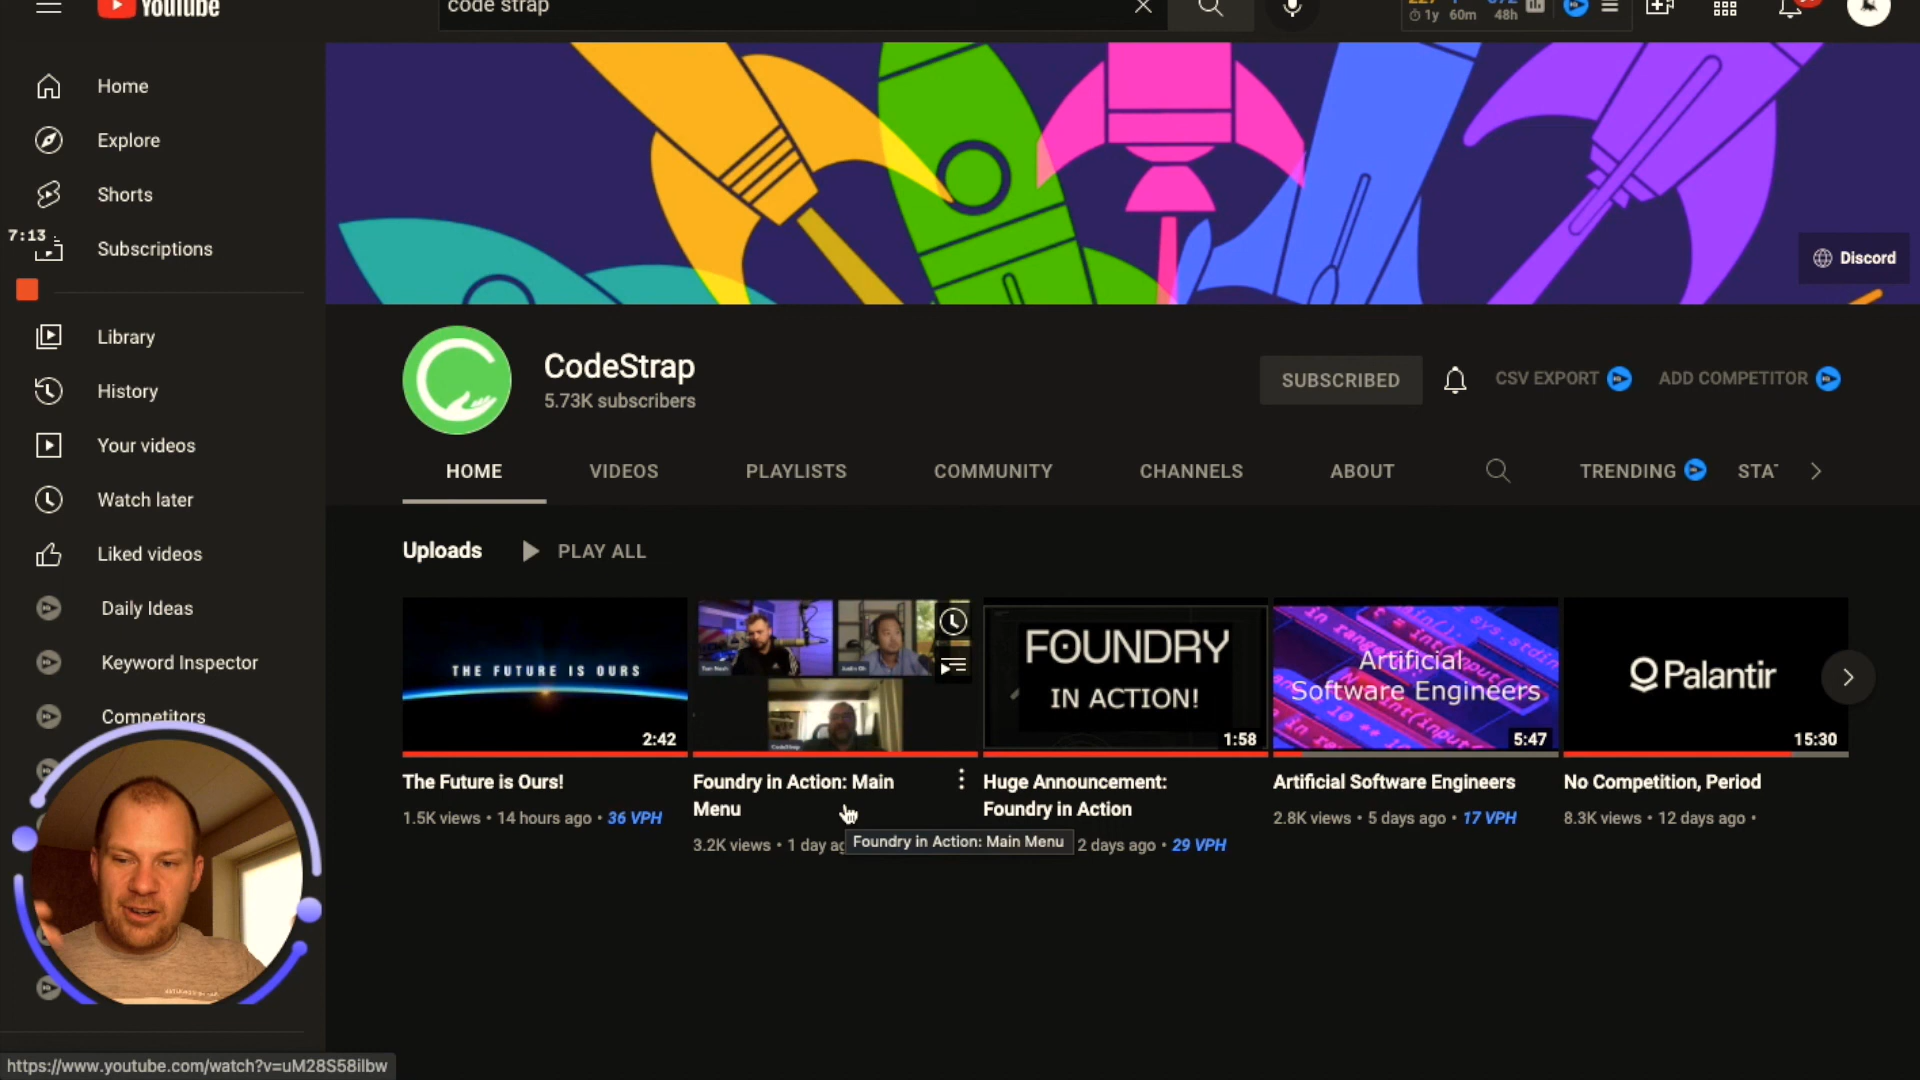 YouTube
code strap
1y 60m 48h
Home
Explore
Shorts
7:13
Subscriptions
Discord
Library
History
Your videos
Watch later
Liked videos
Daily Ideas
Keyword Inspector
Competitors
CodeStrap
5.73K subscribers
SUBSCRIBED
CSV EXPORT
ADD COMPETITOR
HOME VIDEOS PLAYLISTS COMMUNITY CHANNELS ABOUT TRENDING STAT
Uploads PLAY ALL
THE FUTURE IS OURS
2:42
The Future is Ours!
1.5K views • 14 hours ago • 36 VPH
CodeStrap
Foundry in Action: Main
Menu
3.2K views • 1 day ag
Foundry in Action: Main Menu
FOUNDRY
IN ACTION!
1:58
Huge Announcement:
Foundry in Action
2 days ago • 29 VPH
Artificial
Software Engineers
5:47
Artificial Software Engineers
2.8K views • 5 days ago • 17 VPH
Palantir
15:30
No Competition, Period
8.3K views • 12 days ago •
https://www.youtube.com/watch?v=uM28S58ilbw